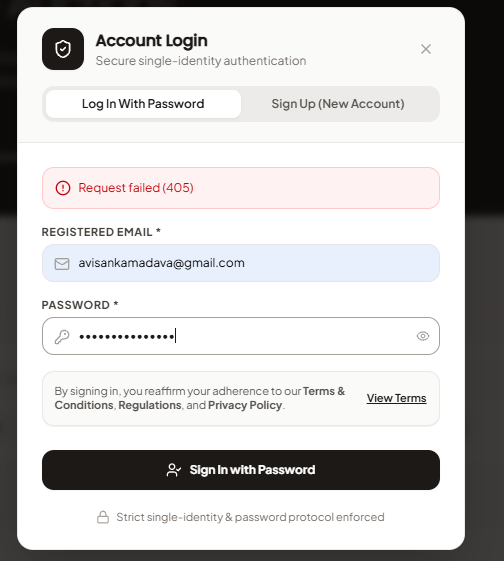 Account Login
Secure single-identity authentication
Log In With Password
Sign Up (New Account)
Request failed (405)
REGISTERED EMAIL *
avisankamadava@gmail.com
PASSWORD *
•••••••••••••••
By signing in, you reaffirm your adherence to our Terms &
Conditions, Regulations, and Privacy Policy.
View Terms
Sign In with Password
Strict single-identity & password protocol enforced